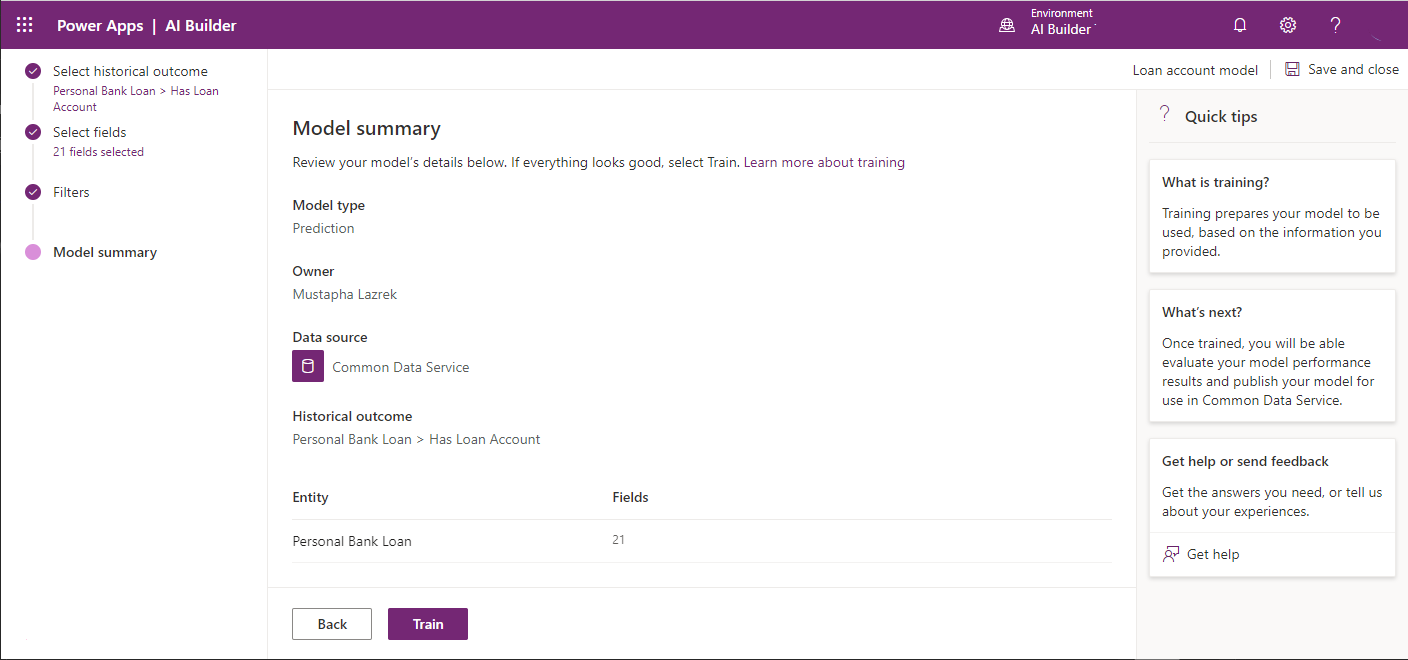 Power Apps | AI Builder
Environment
AI Builder
Select historical outcome
Personal Bank Loan > Has Loan
Account
Select fields
21 fields selected
Filters
Model summary
Loan account model
Save and close
Model summary
Review your model's details below. If everything looks good, select Train. Learn more about training
Model type
Prediction
Owner
Mustapha Lazrek
Data source
Common Data Service
Historical outcome
Personal Bank Loan > Has Loan Account
Entity Fields
Personal Bank Loan 21
Back
Train
? Quick tips
What is training?
Training prepares your model to be
used, based on the information you
provided.
What's next?
Once trained, you will be able
evaluate your model performance
results and publish your model for
use in Common Data Service.
Get help or send feedback
Get the answers you need, or tell us
about your experiences.
Get help